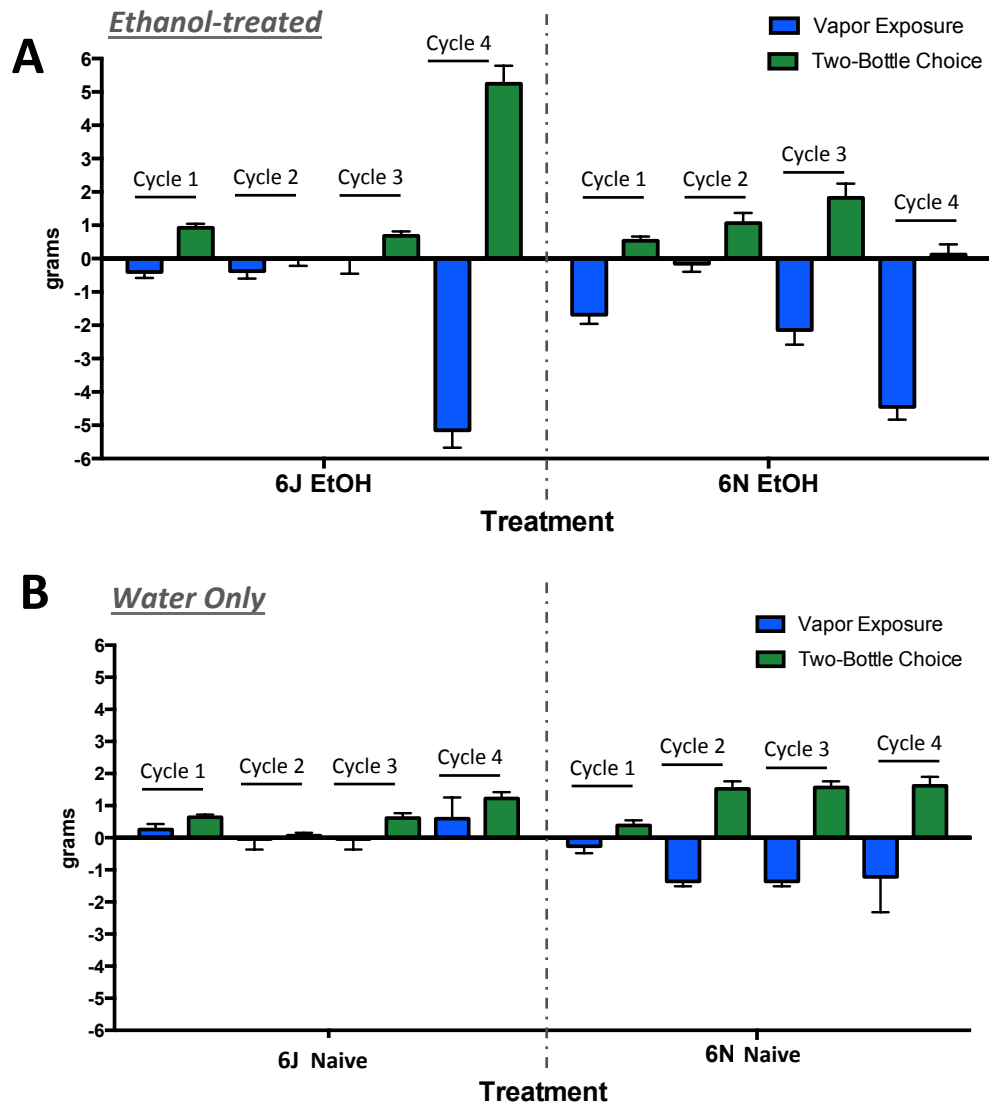 A
Ethanol-treated
Vapor Exposure
Two-Bottle Choice
grams
6
5
4
3
2
1
0
-1
-2
-3
-4
-5
-6
Cycle 1
Cycle 2
Cycle 3
Cycle 4
Cycle 1
Cycle 2
Cycle 3
Cycle 4
6J EtOH
6N EtOH
Treatment
B
Water Only
Vapor Exposure
Two-Bottle Choice
grams
6
5
4
3
2
1
0
-1
-2
-3
-4
-5
-6
Cycle 1
Cycle 2
Cycle 3
Cycle 4
Cycle 1
Cycle 2
Cycle 3
Cycle 4
6J Naive
6N Naive
Treatment